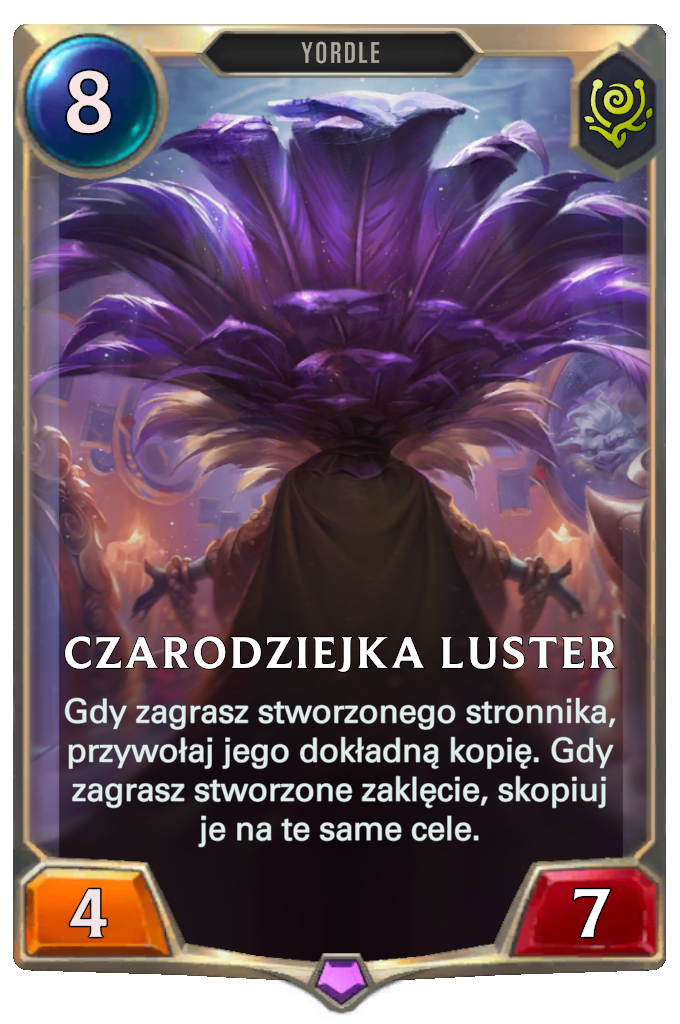 YORDLE
8
CZARODZIEJKA LUSTER
Gdy zagrasz stworzonego stronnika,
przywołaj jego dokładną kopię. Gdy
zagrasz stworzone zaklęcie, skopiuj
je na te same cele.
4
7